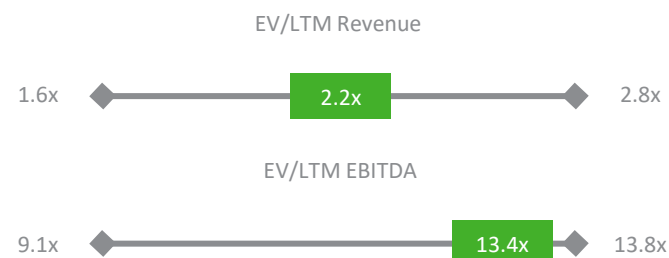 EV/LTM Revenue
1.6x 2.2x 2.8x
EV/LTM EBITDA
9.1x 13.4x 13.8x